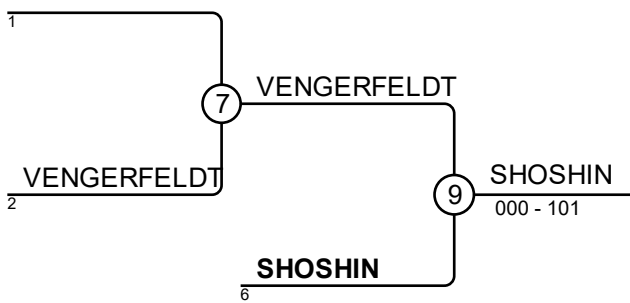 1
7
VENGERFELDT
VENGERFELDT
2
9
SHOSHIN
000 - 101
SHOSHIN
6